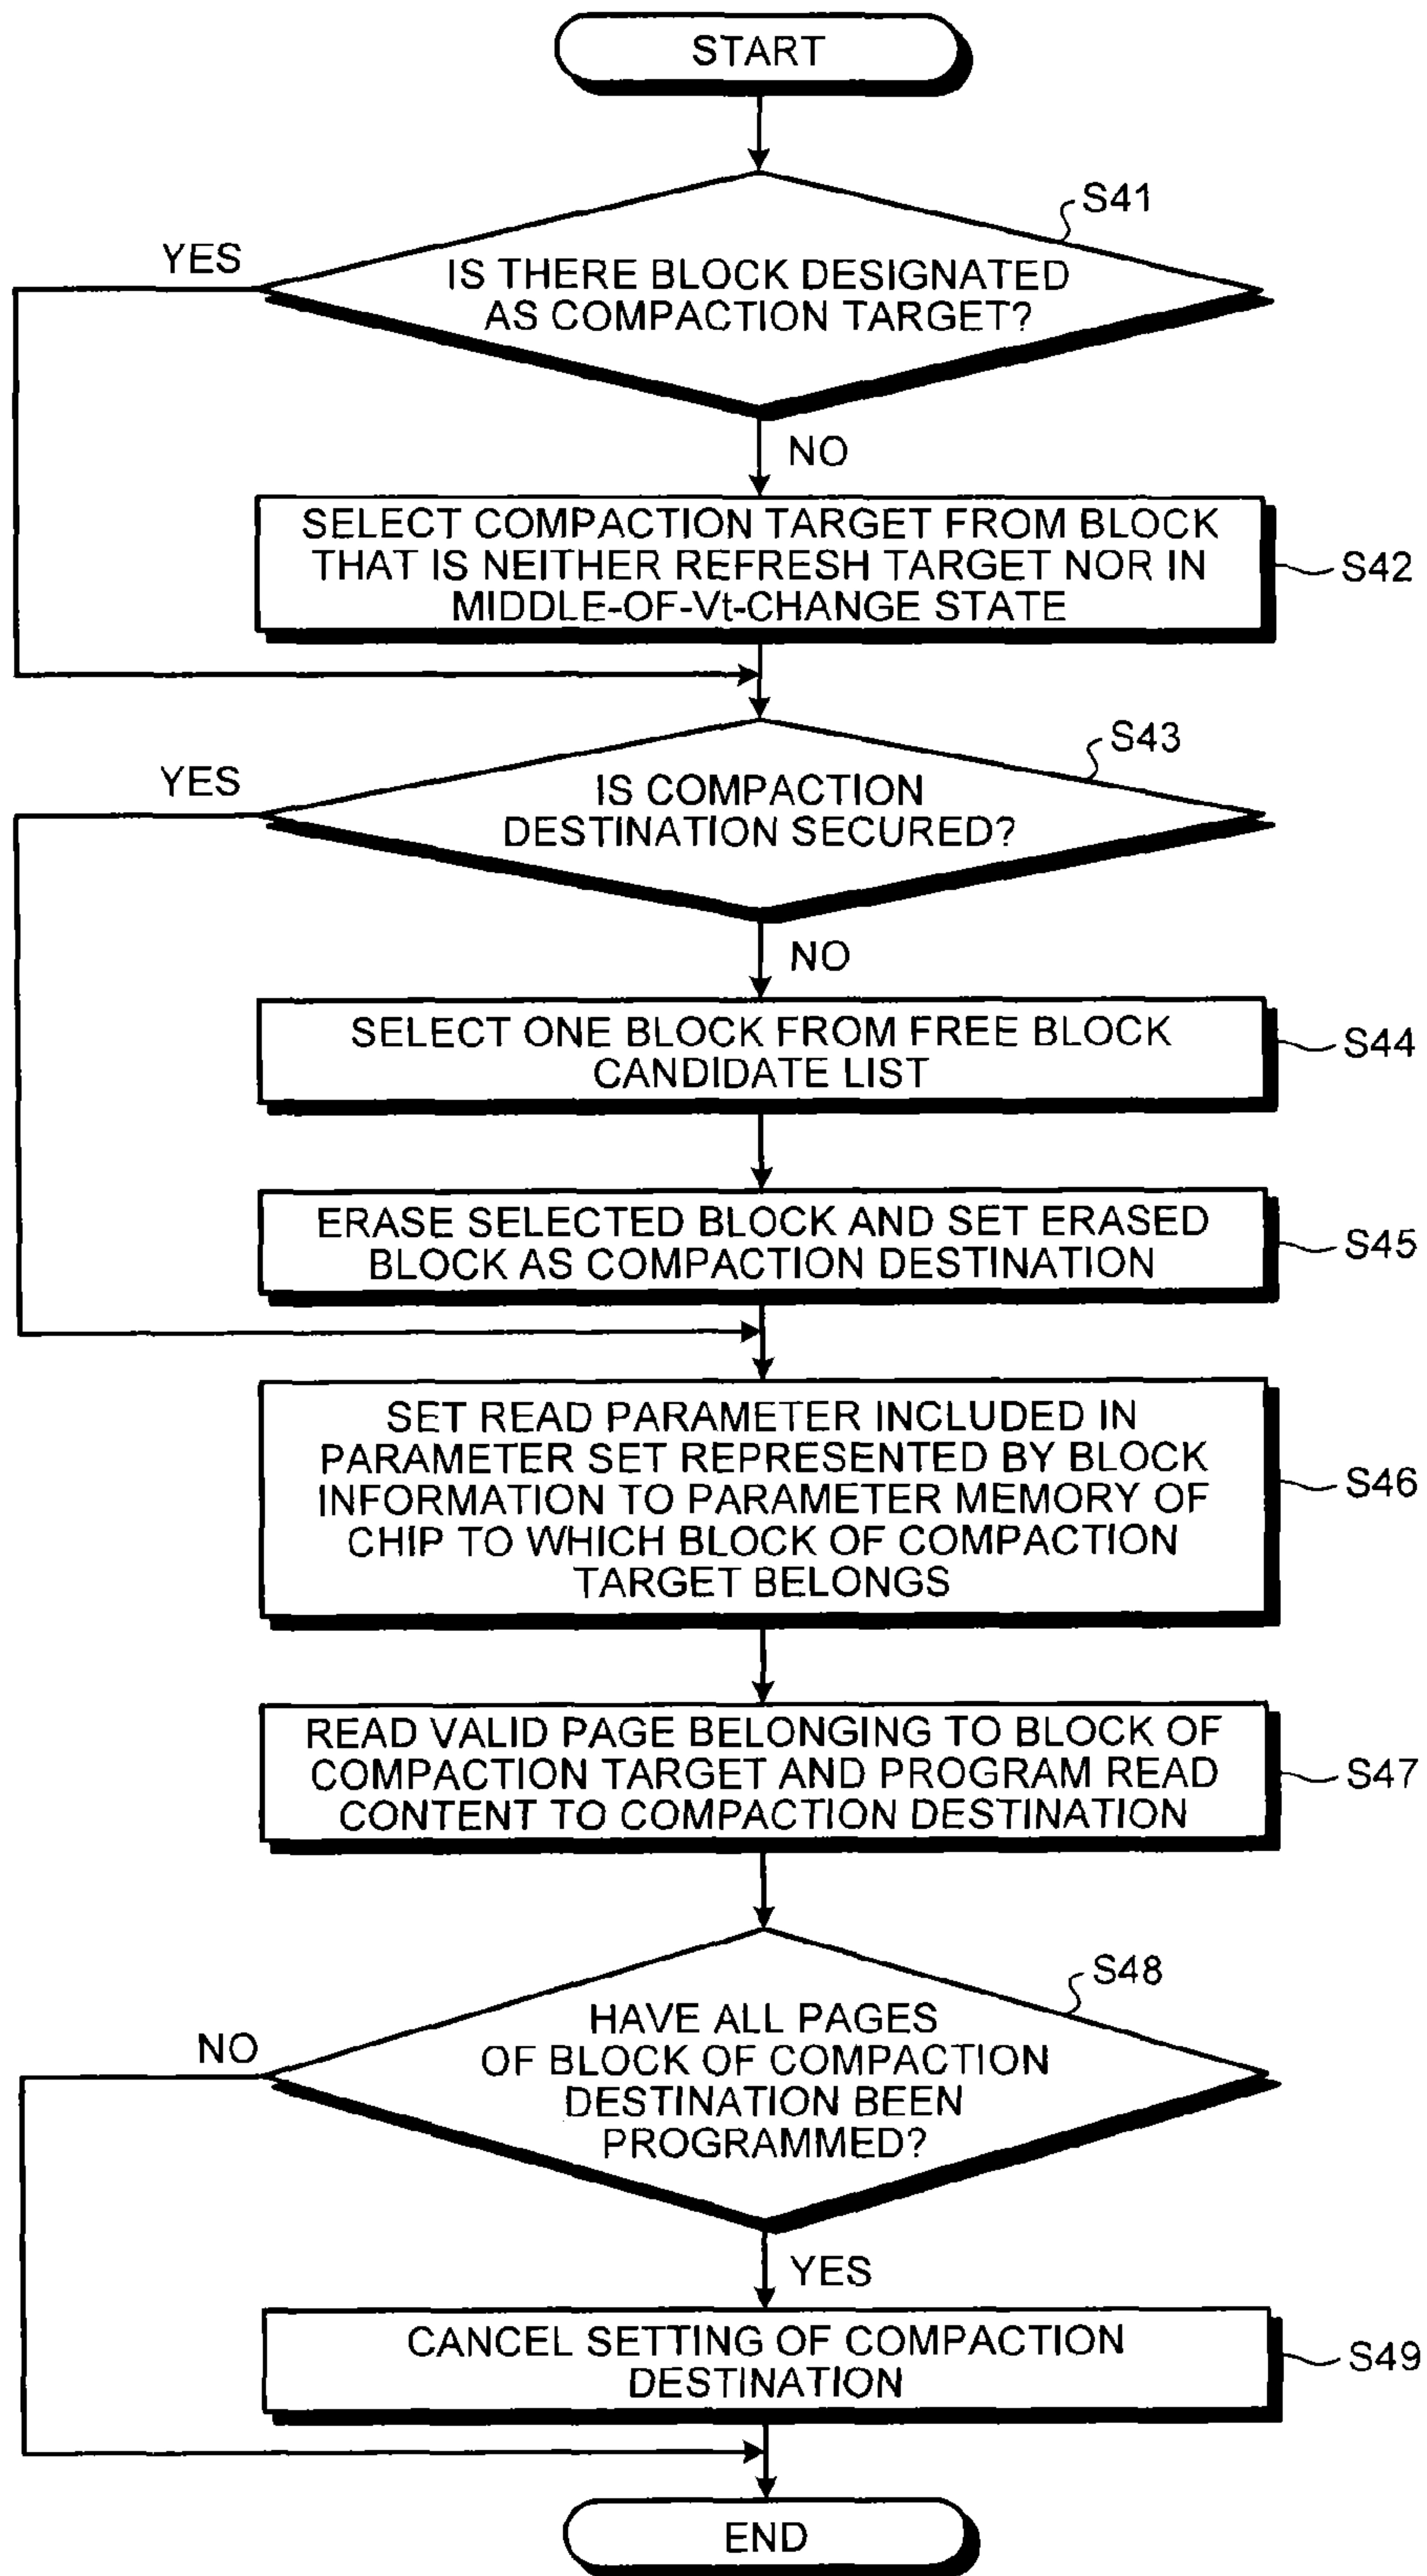 START
S41
YES
IS THERE BLOCK DESIGNATED
AS COMPACTION TARGET?
NO
SELECT COMPACTION TARGET FROM BLOCK
THAT IS NEITHER REFRESH TARGET NOR IN
MIDDLE-OF-Vt-CHANGE STATE
S42
S43
YES
IS COMPACTION
DESTINATION SECURED?
NO
SELECT ONE BLOCK FROM FREE BLOCK
CANDIDATE LIST
S44
ERASE SELECTED BLOCK AND SET ERASED
BLOCK AS COMPACTION DESTINATION
S45
SET READ PARAMETER INCLUDED IN
PARAMETER SET REPRESENTED BY BLOCK
INFORMATION TO PARAMETER MEMORY OF
CHIP TO WHICH BLOCK OF COMPACTION
TARGET BELONGS
S46
READ VALID PAGE BELONGING TO BLOCK OF
COMPACTION TARGET AND PROGRAM READ
CONTENT TO COMPACTION DESTINATION
S47
S48
NO
HAVE ALL PAGES
OF BLOCK OF COMPACTION
DESTINATION BEEN
PROGRAMMED?
YES
CANCEL SETTING OF COMPACTION
DESTINATION
S49
END